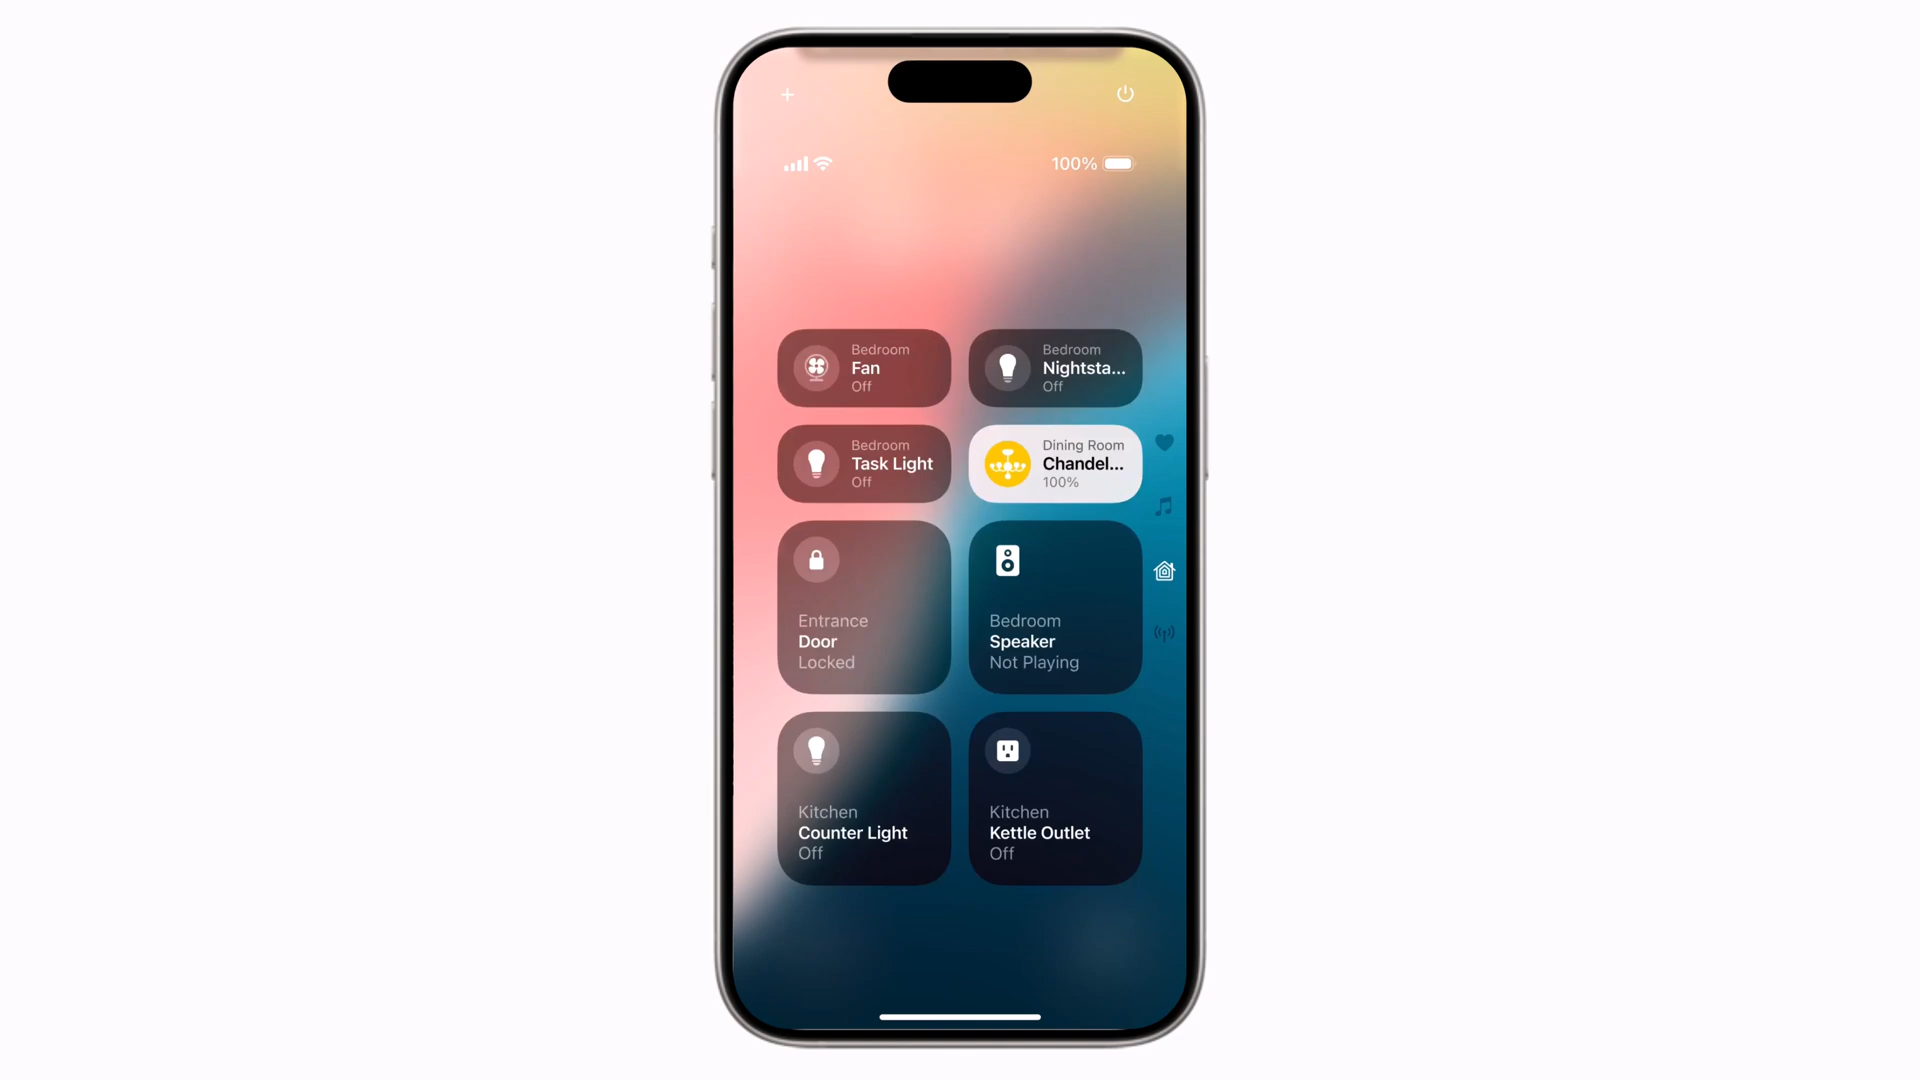 100%
Bedroom
Fan
Off
Bedroom
Nightsta...
Off
Bedroom
Task Light
Off
Dining Room
Chandel...
100%
Entrance
Door
Locked
Bedroom
Speaker
Not Playing
Kitchen
Counter Light
Off
Kitchen
Kettle Outlet
Off